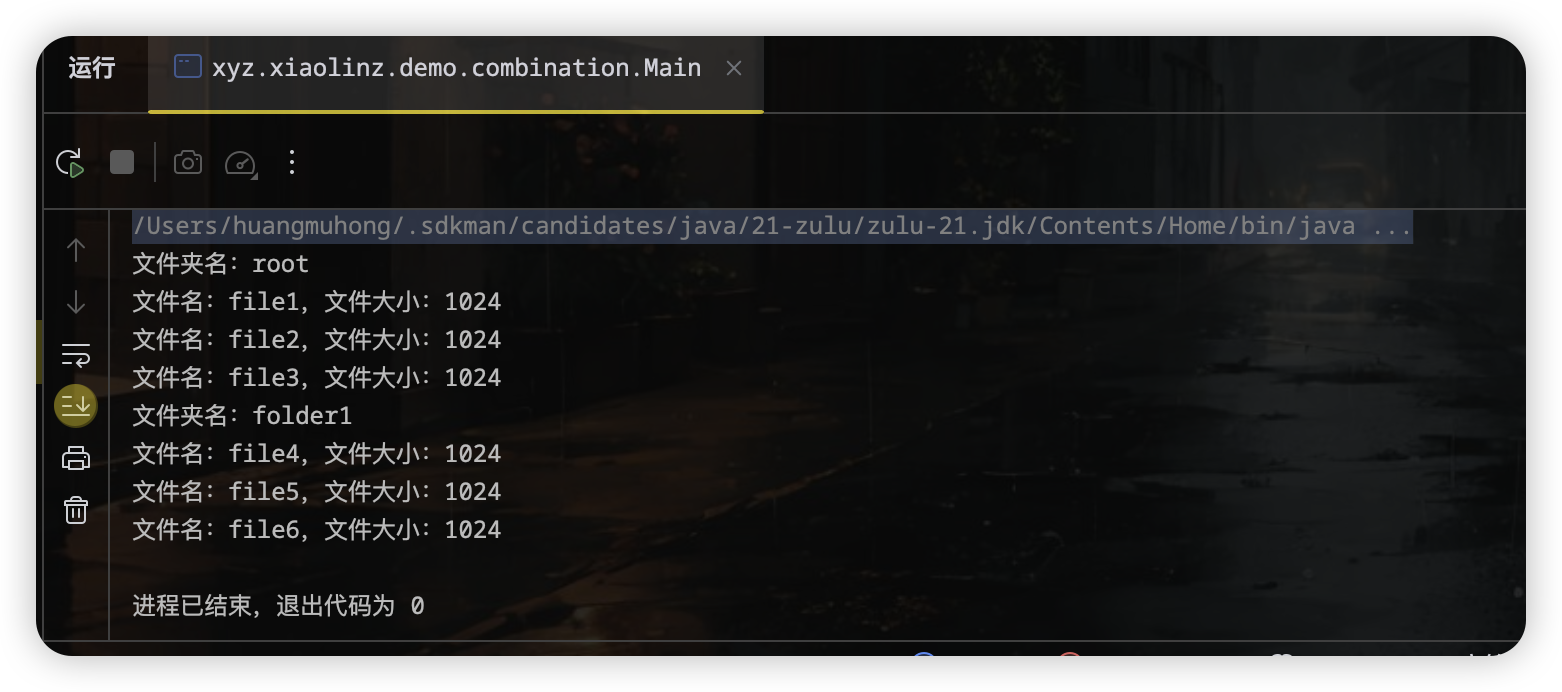 运行 xyz.xiaolinz.demo.combination.Main
/Users/huangmuhong/.sdkman/candidates/java/21-zulu/zulu-21.jdk/Contents/Home/bin/java ...
文件夹名：root
文件名：file1，文件大小：1024
文件名：file2，文件大小：1024
文件名：file3，文件大小：1024
文件夹名：folder1
文件名：file4，文件大小：1024
文件名：file5，文件大小：1024
文件名：file6，文件大小：1024
进程已结束，退出代码为 0